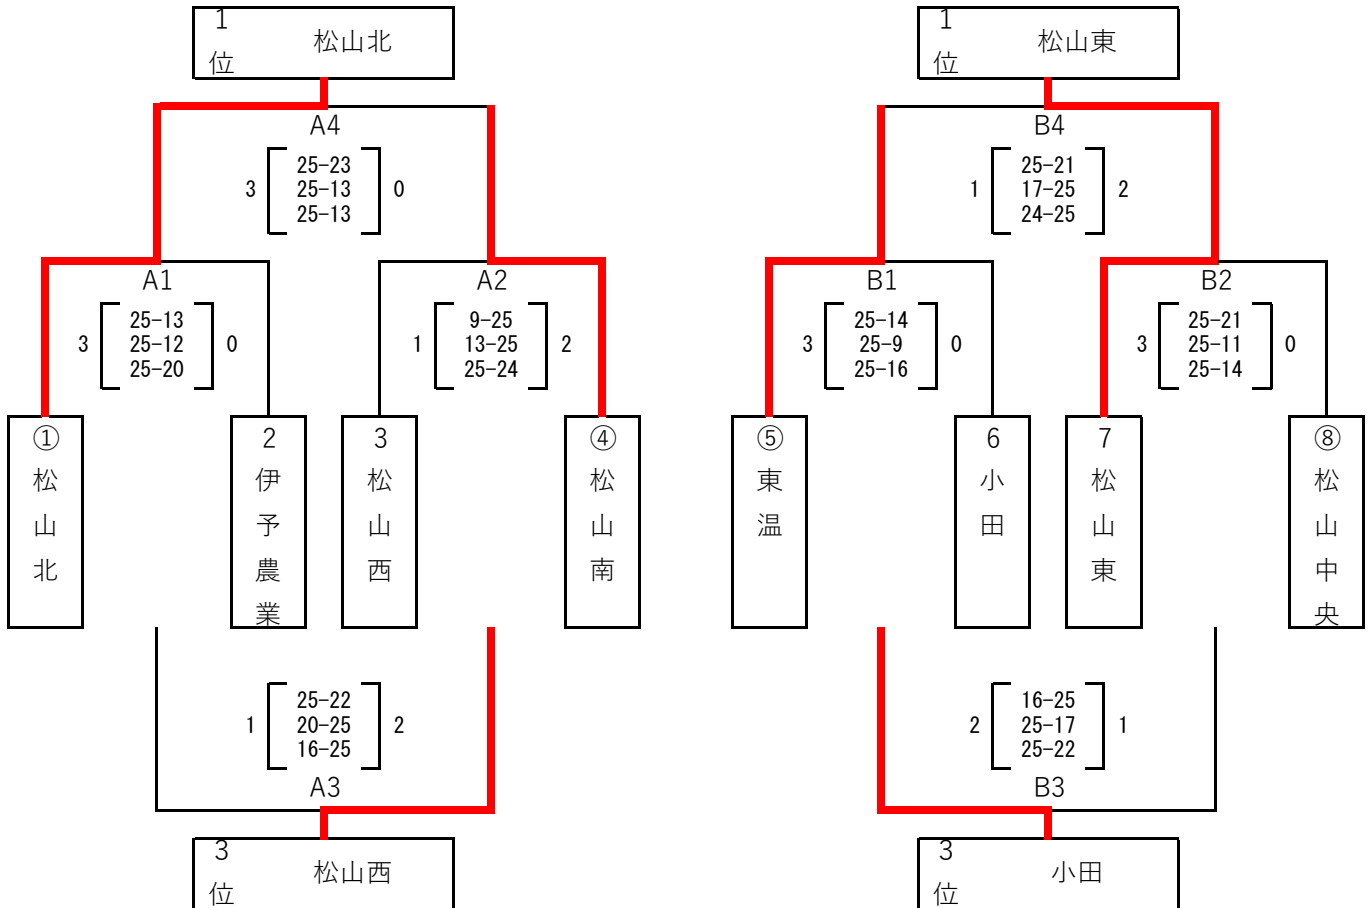 1位 松山北
1位 松山東
A4
B4
3 25-23 0
25-13
25-13
1 25-21 2
17-25
24-25
A1
A2
B1
B2
3 25-13 0
25-12
25-20
1 9-25 2
13-25
25-24
3 25-14 0
25-9
25-16
3 25-21 0
25-11
25-14
①松山北
2伊予農業
3松山西
④松山南
⑤東温
6小田
7松山東
⑧松山中央
1 25-22 2
20-25
16-25
2 16-25 1
25-17
25-22
A3
B3
3位 松山西
3位 小田